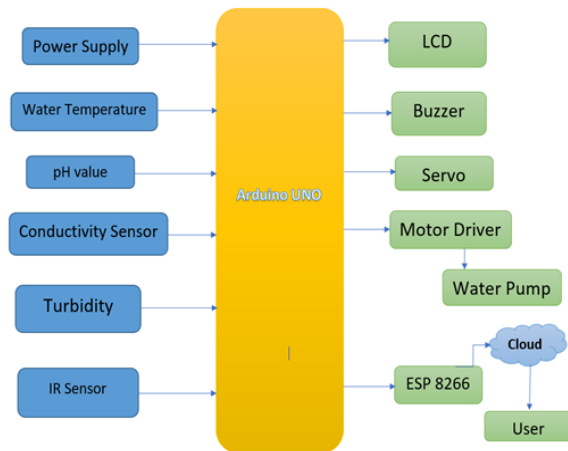 Power Supply
Water Temperature
pH value
Conductivity Sensor
Turbidity
IR Sensor
Arduino UNO
LCD
Buzzer
Servo
Motor Driver
Water Pump
Cloud
ESP 8266
User